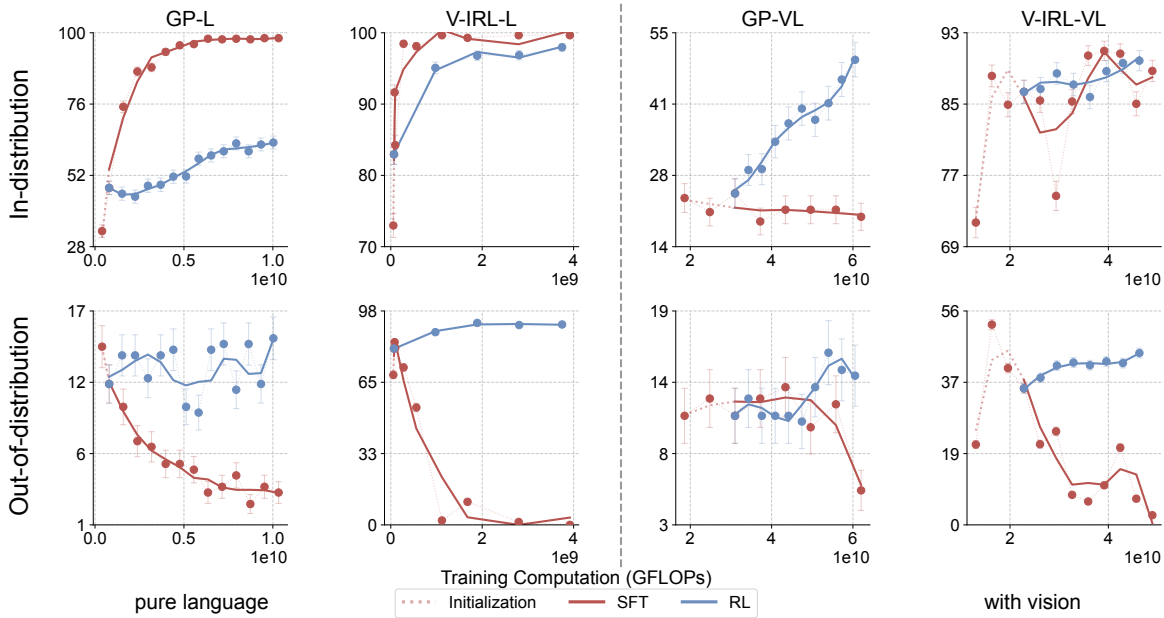 GP-L V-IRL-L GP-VL V-IRL-VL
In-distribution
100 100 55 93
76 90 41 85
52 80 28 77
28 70 14 69
0.0 0.5 1.0 0 2 4 2 4 6 2 4
1e10 1e9 1e10 1e10
Out-of-distribution
17 98 19 56
12 65 14 37
6 33 8 19
1 0 3 0
0.0 0.5 1.0 0 2 4 2 4 6 2 4
1e10 1e9 1e10 1e10
Training Computation (GFLOPs)
pure language Initialization SFT RL with vision